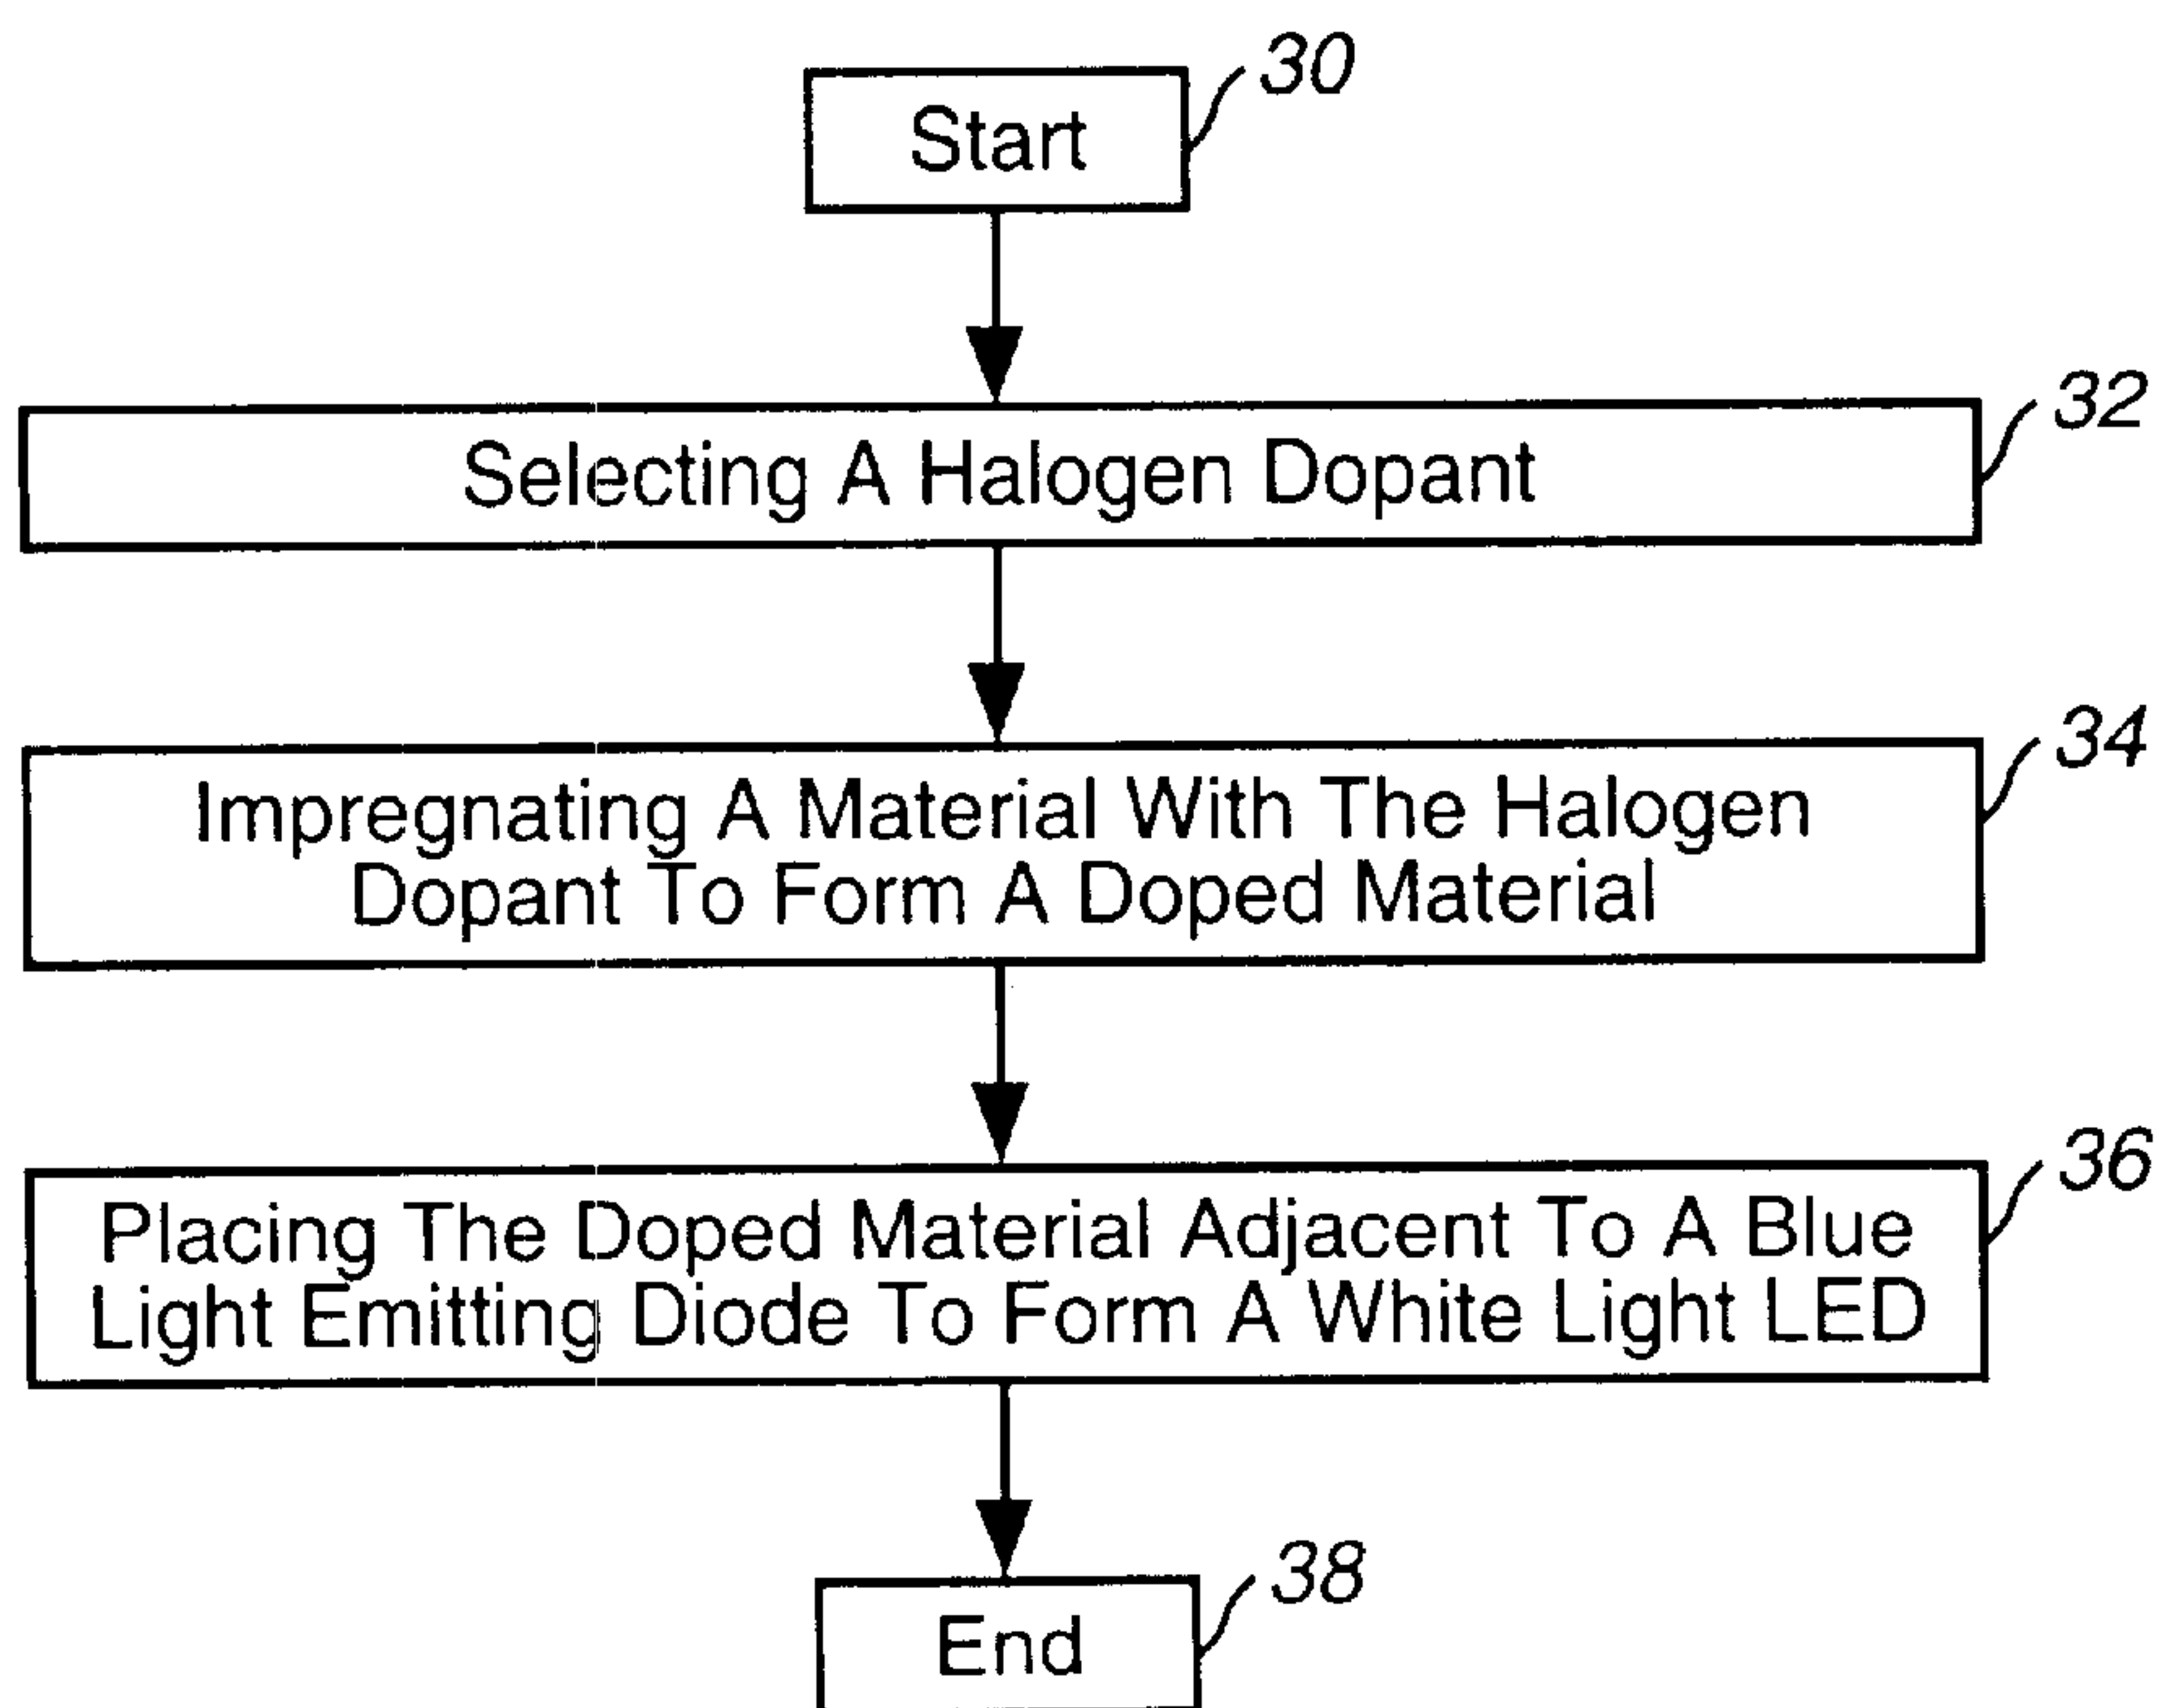 Start
30
Selecting A Halogen Dopant
32
Impregnating A Material With The Halogen
Dopant To Form A Doped Material
34
Placing The Doped Material Adjacent To A Blue
Light Emitting Diode To Form A White Light LED
36
End
38